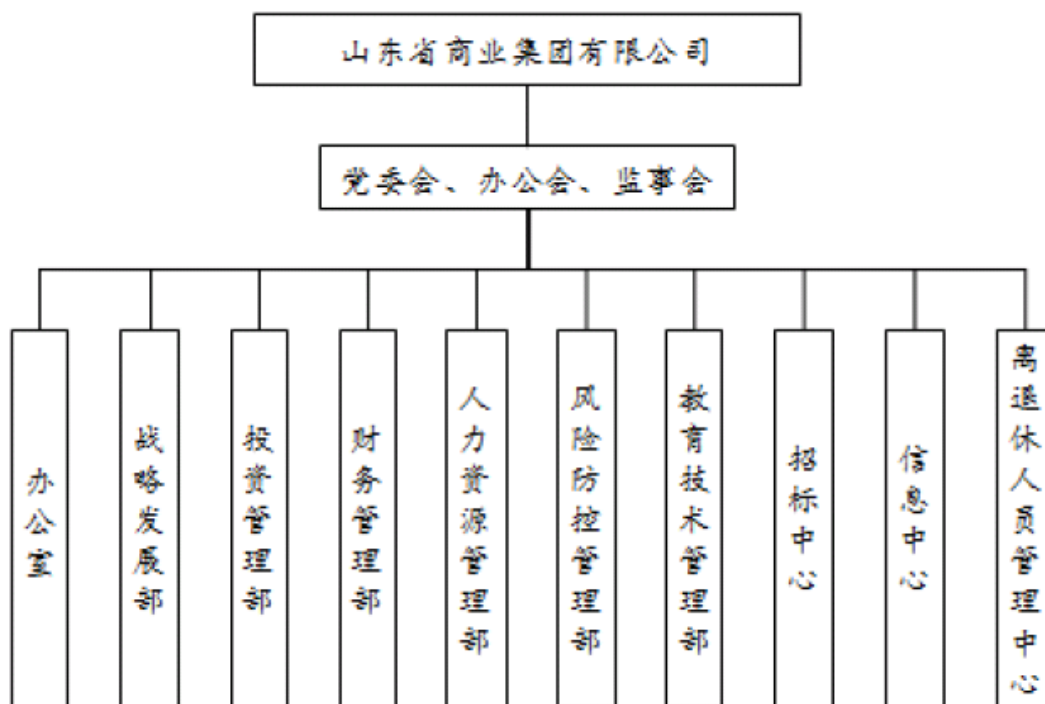 山东省商业集团有限公司
党委会、办公会、监事会
办公室
战略发展部
投资管理部
财务管理部
人力资源管理部
风险防控管理部
教育技术管理部
招标中心
信息中心
离退休人员管理中心